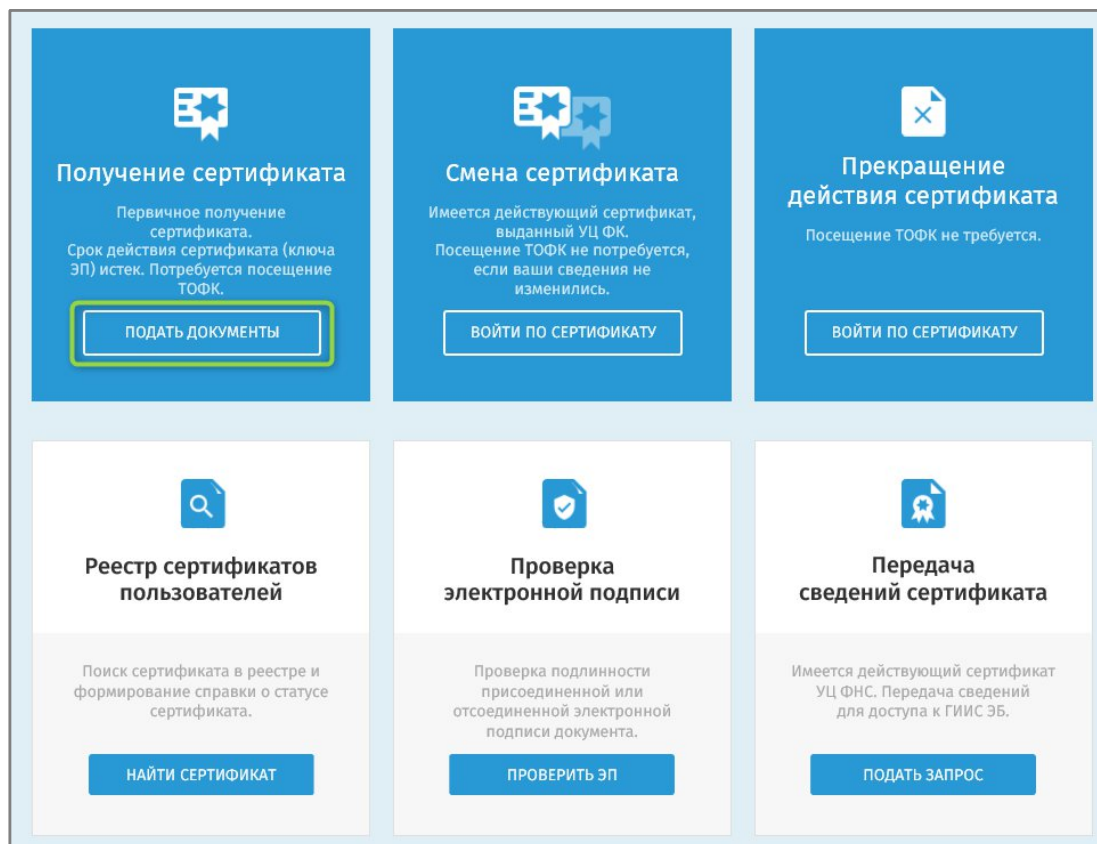 Получение сертификата
Первичное получение
сертификата.
Срок действия сертификата (ключа
ЭП) истек. Потребуется посещение
ТОФК.
ПОДАТЬ ДОКУМЕНТЫ
Смена сертификата
Имеется действующий сертификат,
выданный УЦ ФК.
Посещение ТОФК не потребуется,
если ваши сведения не
изменились.
ВОЙТИ ПО СЕРТИФИКАТУ
Прекращение
действия сертификата
Посещение ТОФК не требуется.
ВОЙТИ ПО СЕРТИФИКАТУ
Реестр сертификатов
пользователей
Поиск сертификата в реестре и
формирование справки о статусе
сертификата.
НАЙТИ СЕРТИФИКАТ
Проверка
электронной подписи
Проверка подлинности
присоединенной или
отсоединенной электронной
подписи документа.
ПРОВЕРИТЬ ЭП
Передача
сведений сертификата
Имеется действующий сертификат
УЦ ФНС. Передача сведений
для доступа к ГИИС ЭБ.
ПОДАТЬ ЗАПРОС